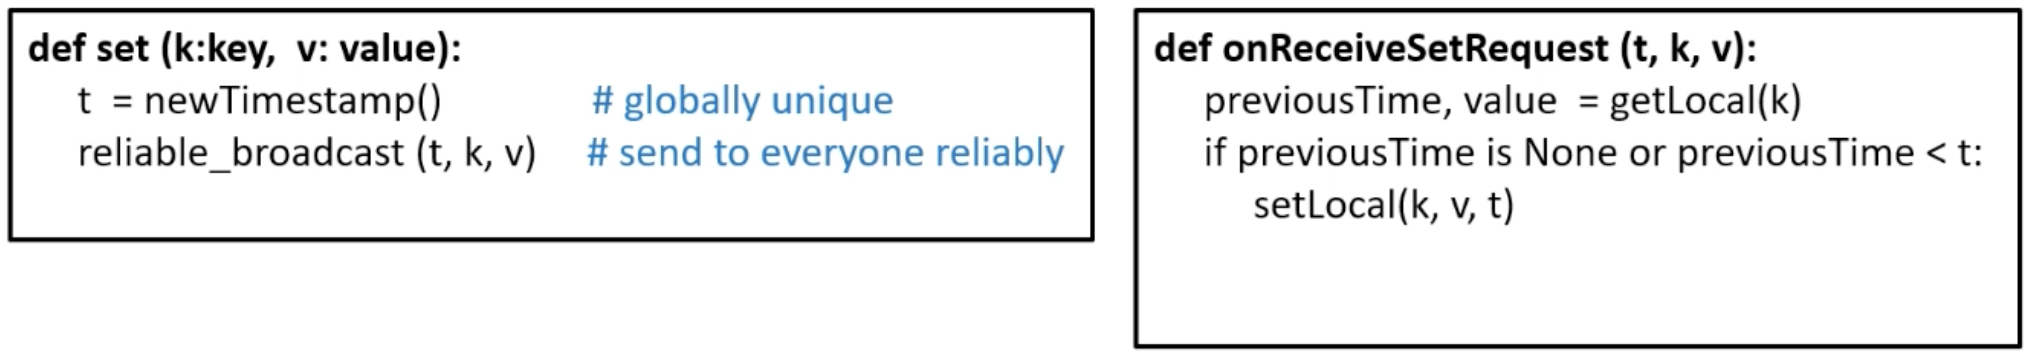 def set (k:key, v: value):
t = newTimestamp() # globally unique
reliable_broadcast (t, k, v) # send to everyone reliably
def onReceiveSetRequest (t, k, v):
previousTime, value = getLocal(k)
if previousTime is None or previousTime < t:
setLocal(k, v, t)